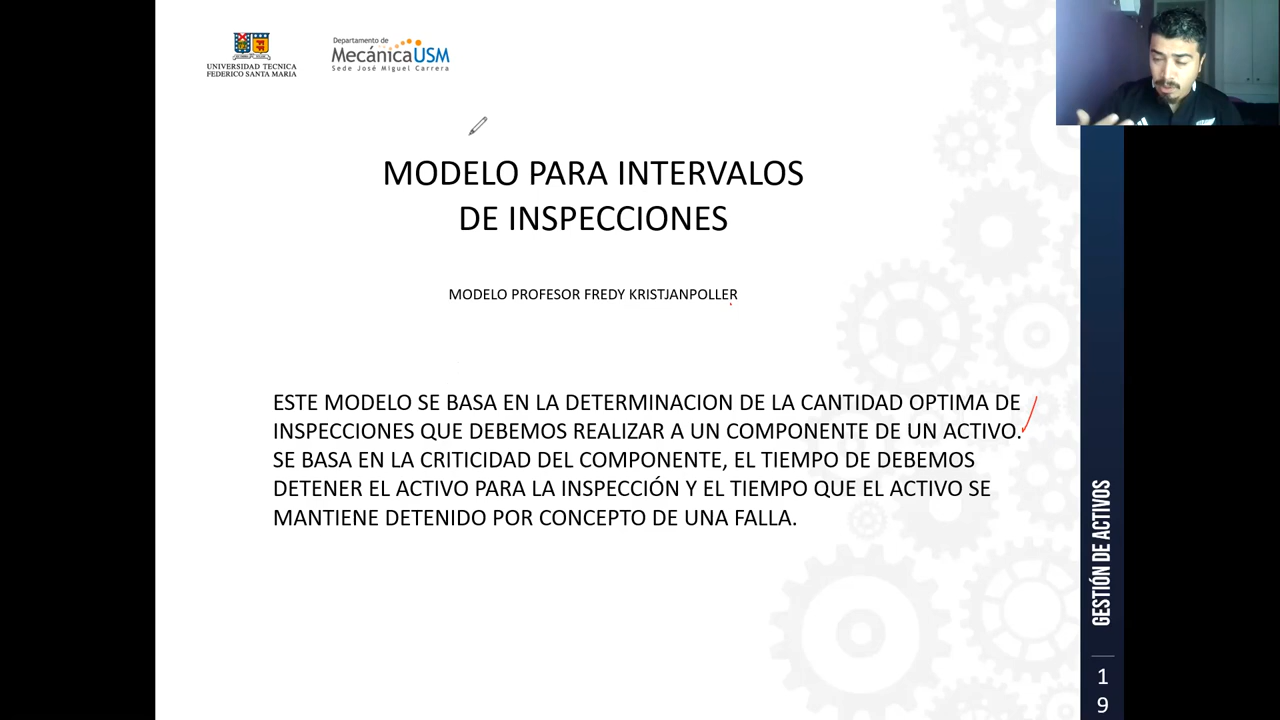 UNIVERSIDAD TECNICA
FEDERICO SANTA MARIA
Departamento de
MecánicaUSM
Sede José Miguel Carrera
MODELO PARA INTERVALOS
DE INSPECCIONES
MODELO PROFESOR FREDY KRISTJANPOLLER
ESTE MODELO SE BASA EN LA DETERMINACION DE LA CANTIDAD OPTIMA DE
INSPECCIONES QUE DEBEMOS REALIZAR A UN COMPONENTE DE UN ACTIVO.
SE BASA EN LA CRITICIDAD DEL COMPONENTE, EL TIEMPO DE DEBEMOS
DETENER EL ACTIVO PARA LA INSPECCIÓN Y EL TIEMPO QUE EL ACTIVO SE
MANTIENE DETENIDO POR CONCEPTO DE UNA FALLA.
GESTIÓN DE ACTIVOS
1
9